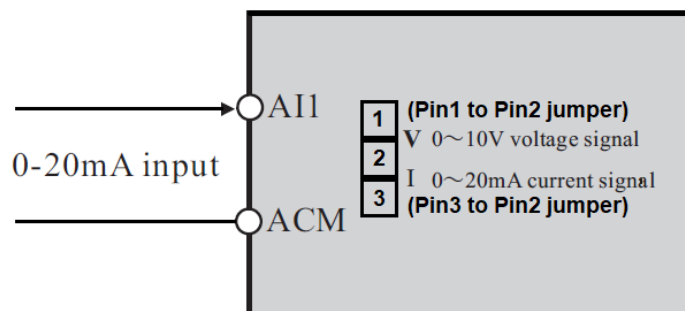 AI1
1 (Pin1 to Pin2 jumper)
V 0～10V voltage signal
0-20mA input
2
I 0～20mA current signal
3 (Pin3 to Pin2 jumper)
ACM